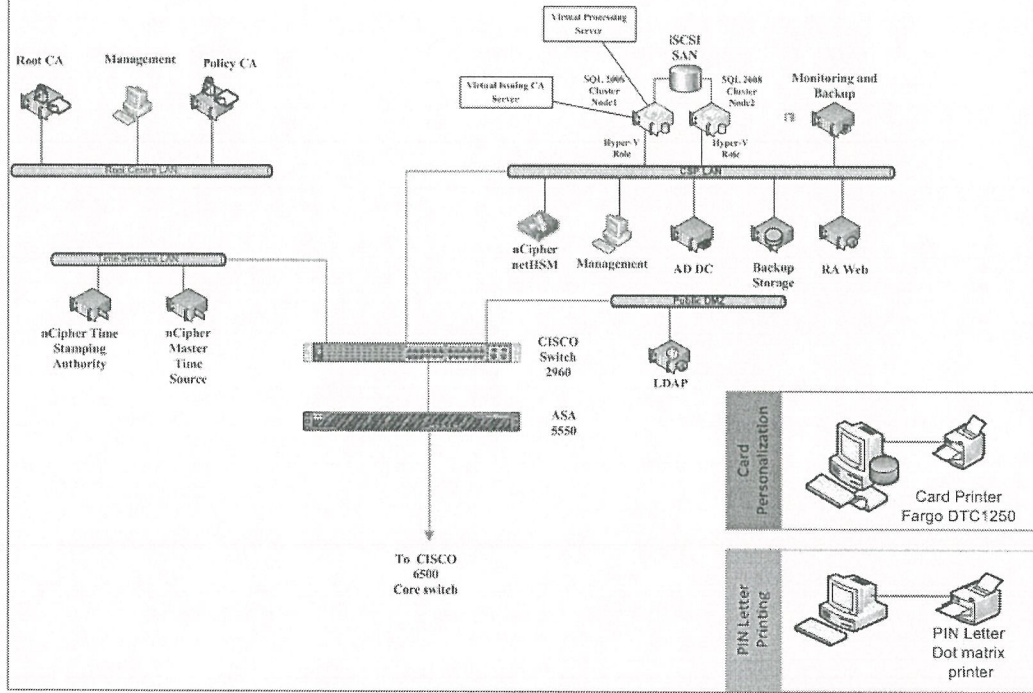 Root CA
Management
Policy CA
Root Centre LAN
Virtual Processing
Server
Virtual Issuing CA
Server
iSCSI
SAN
SQL 2008
Cluster
Node1
SQL 2008
Cluster
Node2
Monitoring and
Backup
Hyper-V
Role
Hyper-V
Role
CSP LAN
nCipher
netHSM
Management
AD DC
Backup
Storage
RA Web
Time Services LAN
nCipher Time
Stamping
Authority
nCipher
Master
Time
Source
Public DMZ
LDAP
CISCO
Switch
2960
ASA
5550
To CISCO
6500
Core switch
Card
Personalization
Card Printer
Fargo DTC1250
PIN Letter
Printing
PIN Letter
Dot matrix
printer